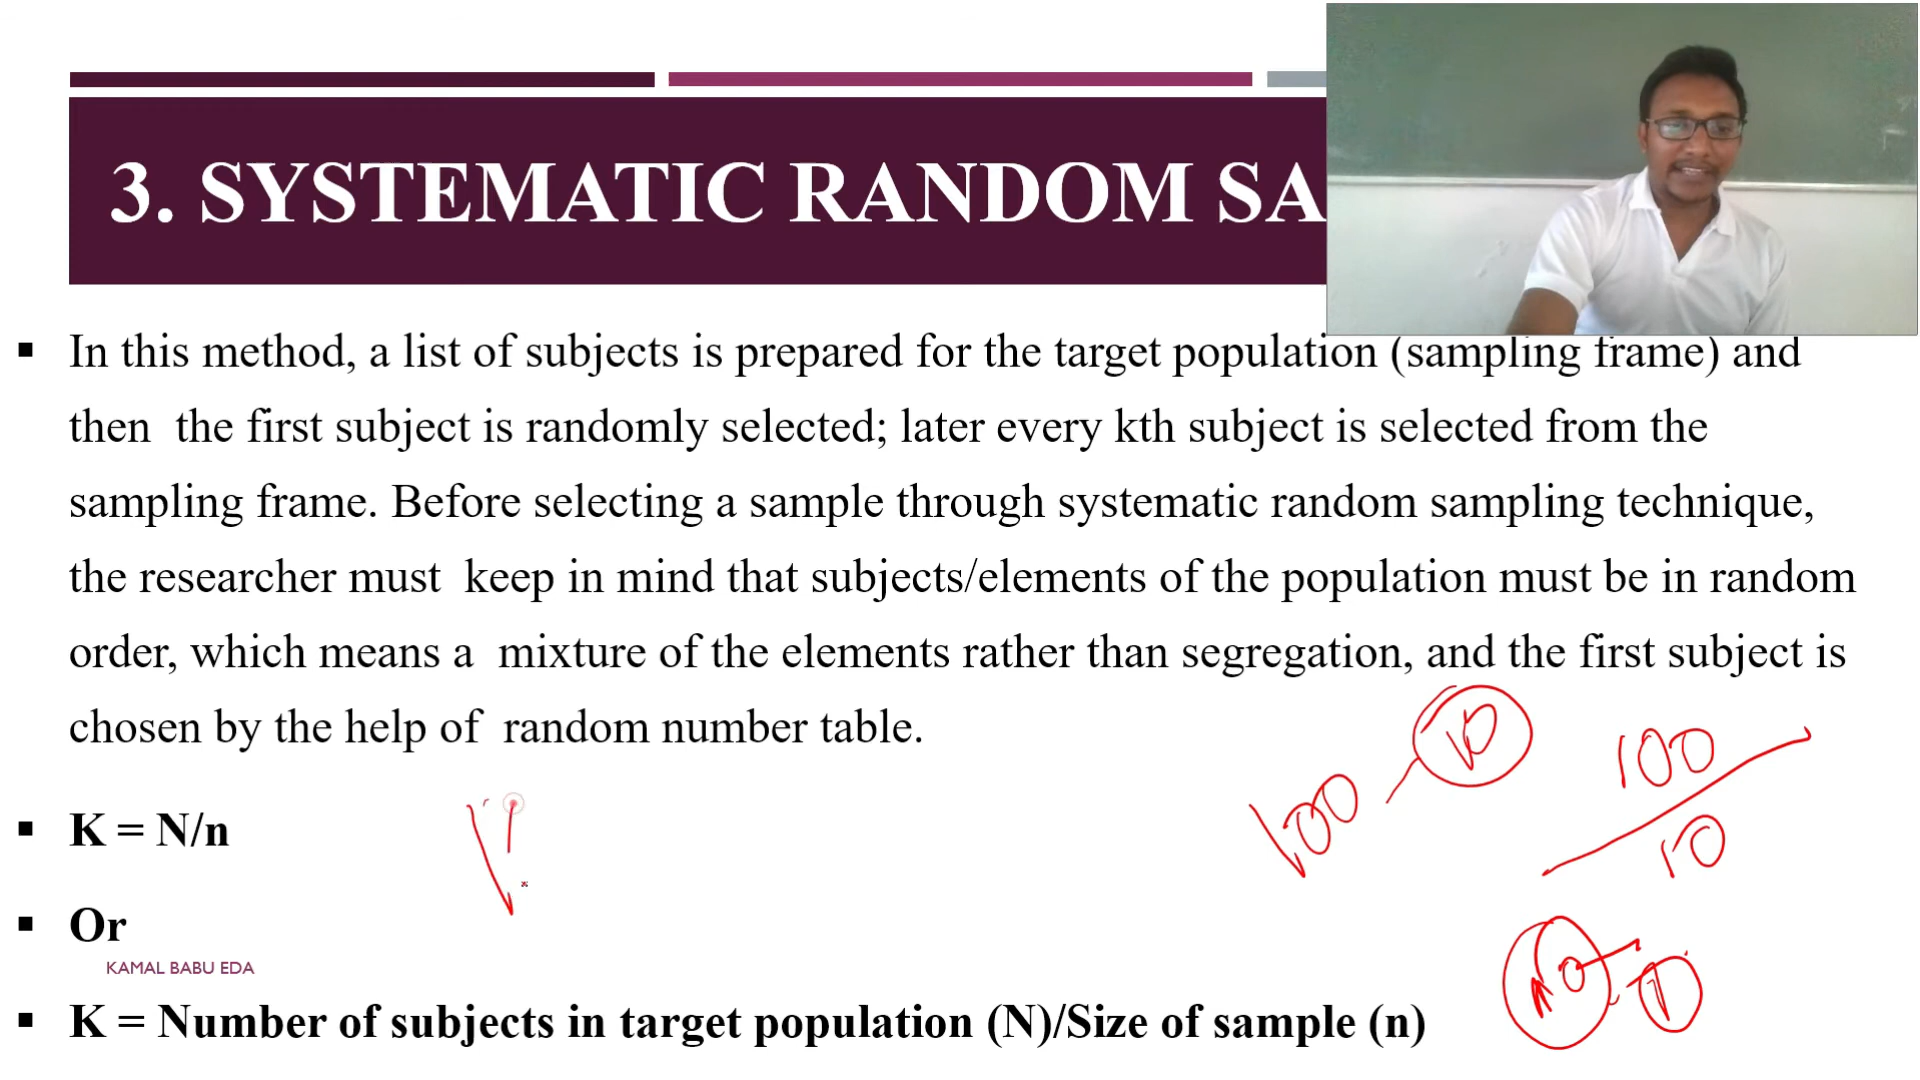 3. SYSTEMATIC RANDOM SA
▪ In this method, a list of subjects is prepared for the target population (sampling frame) and
then the first subject is randomly selected; later every kth subject is selected from the
sampling frame. Before selecting a sample through systematic random sampling technique,
the researcher must keep in mind that subjects/elements of the population must be in random
order, which means a mixture of the elements rather than segregation, and the first subject is
chosen by the help of random number table.
100 - 10
100
10
▪ K = N/n
▪ Or
KAMAL BABU EDA
▪ K = Number of subjects in target population (N)/Size of sample (n)